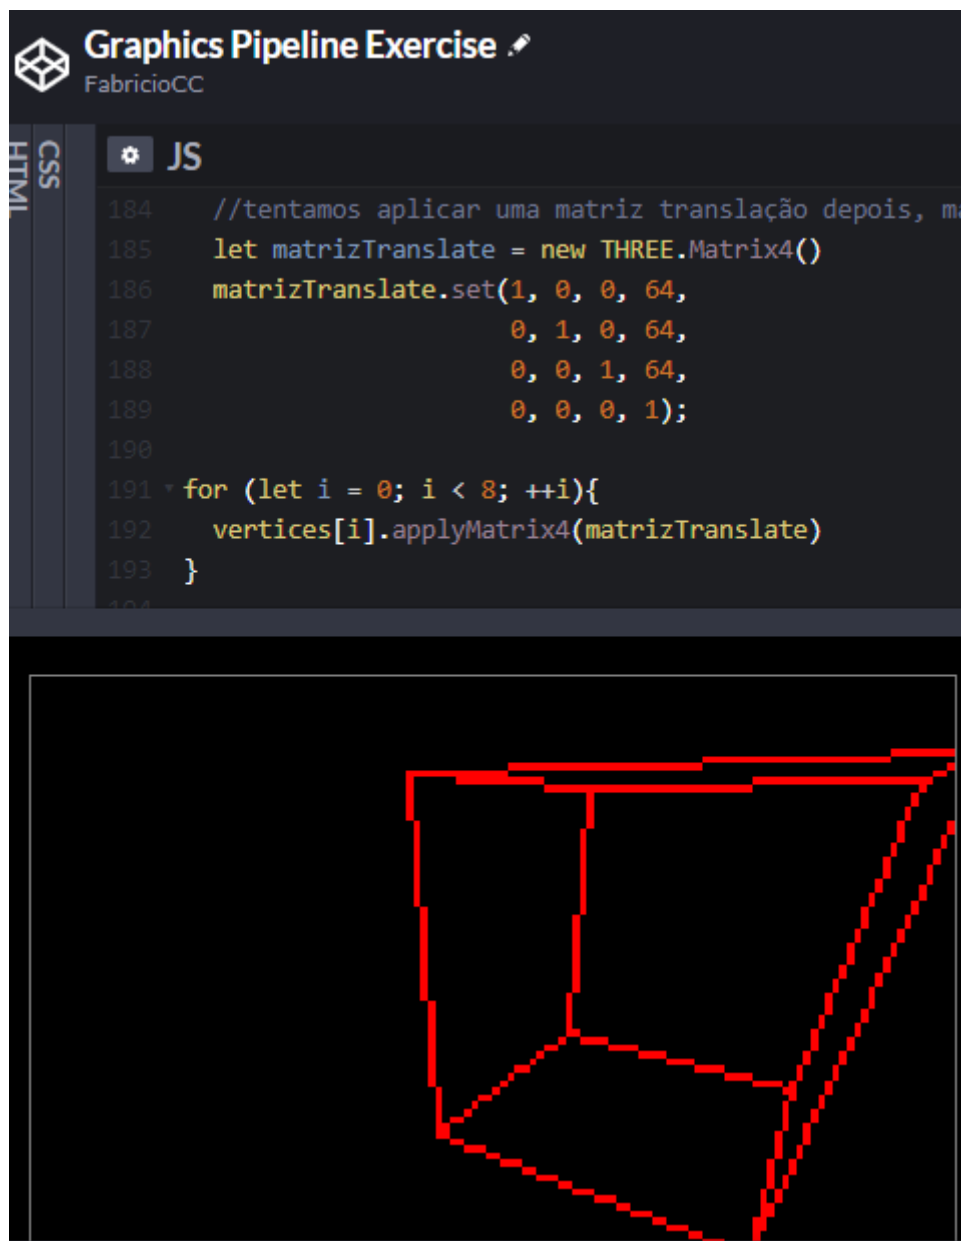 Graphics Pipeline Exercise
FabricioCC
HTML
CSS
JS
184 //tentamos aplicar uma matriz translação depois,
185 let matrizTranslate = new THREE.Matrix4()
186 matrizTranslate.set(1, 0, 0, 64,
187 0, 1, 0, 64,
188 0, 0, 1, 64,
189 0, 0, 0, 1);
190
191 for (let i = 0; i < 8; ++i){
192 vertices[i].applyMatrix4(matrizTranslate)
193 }